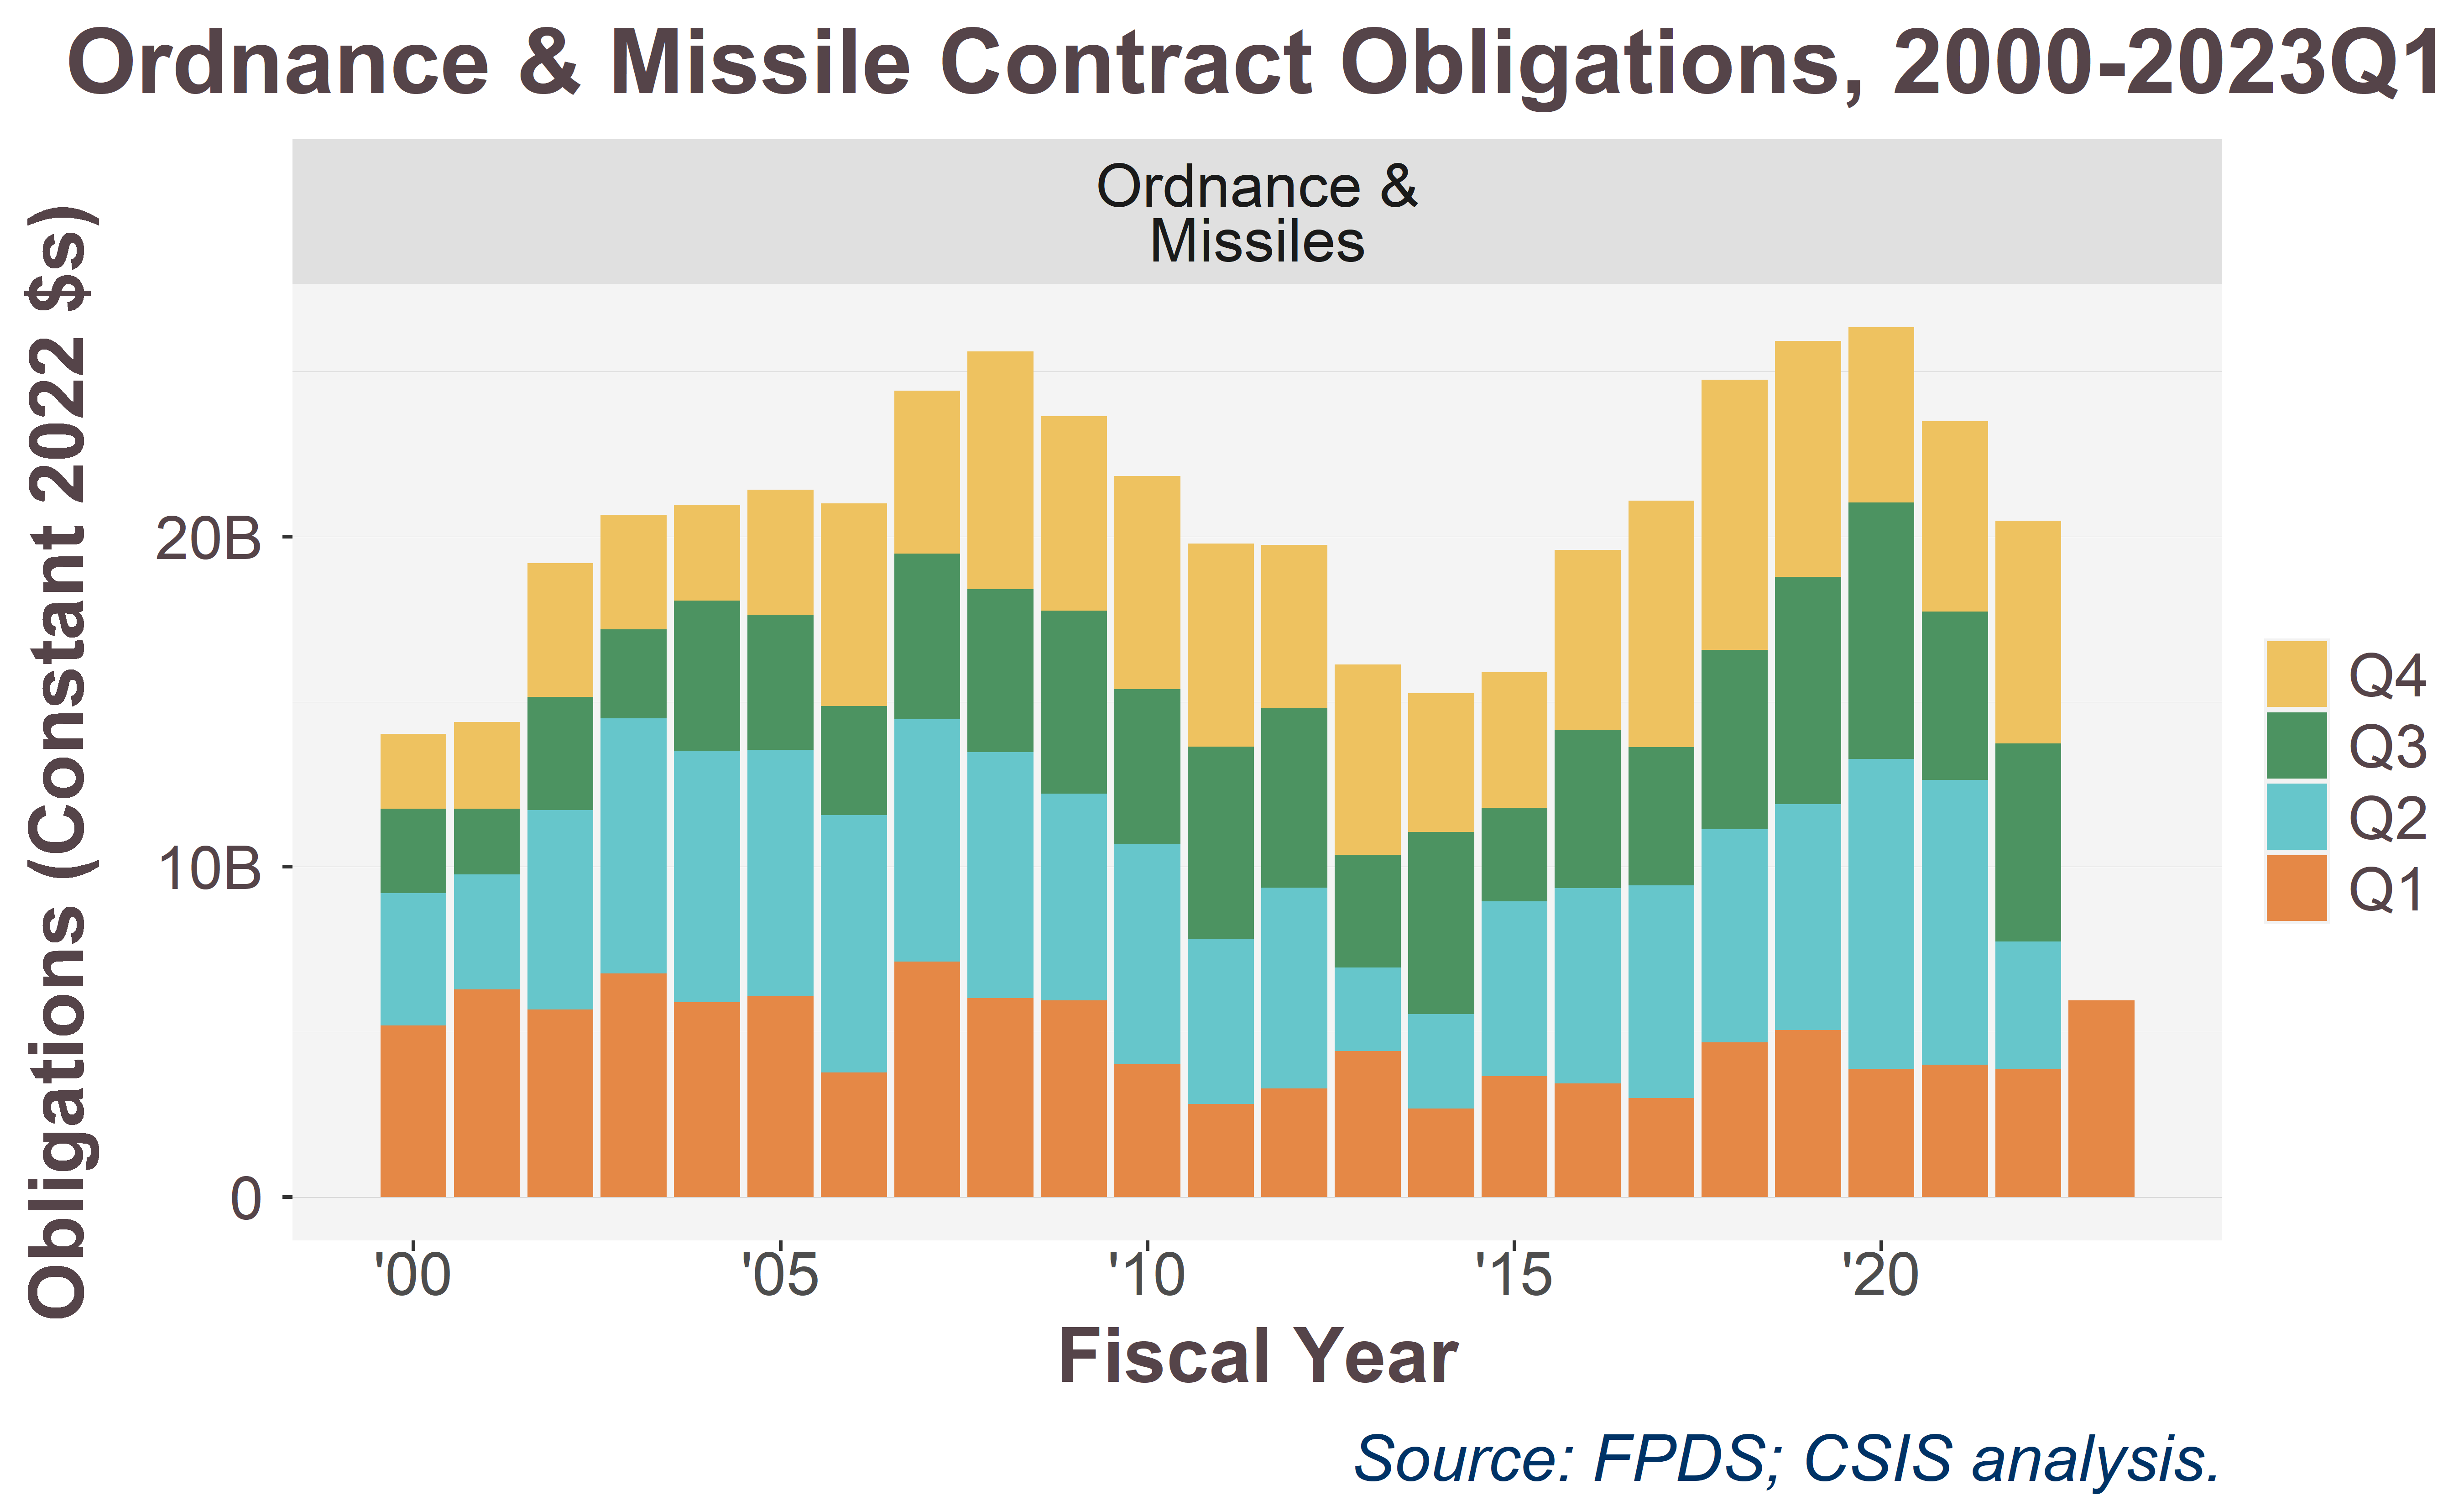 Ordnance & Missile Contract Obligations, 2000-2023Q1
Ordnance &
Missiles
Obligations (Constant 2022 $s)
20B
10B
0
'00
'05
'10
'15
'20
Fiscal Year
Q4
Q3
Q2
Q1
Source: FPDS; CSIS analysis.